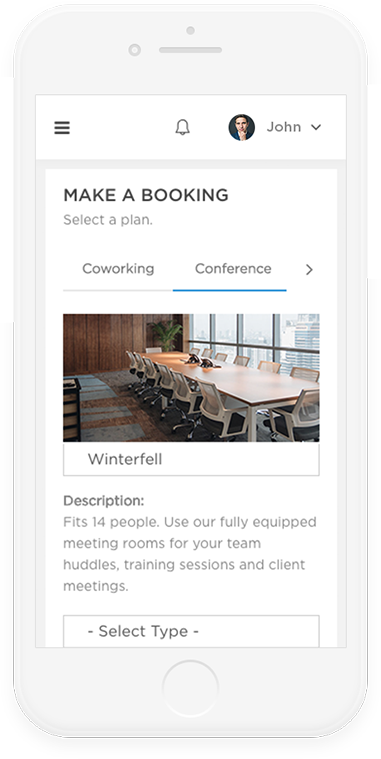 John
MAKE A BOOKING
Select a plan.
Coworking Conference
Winterfell
Description:
Fits 14 people. Use our fully equipped
meeting rooms for your team
huddles, training sessions and client
meetings.
- Select Type -